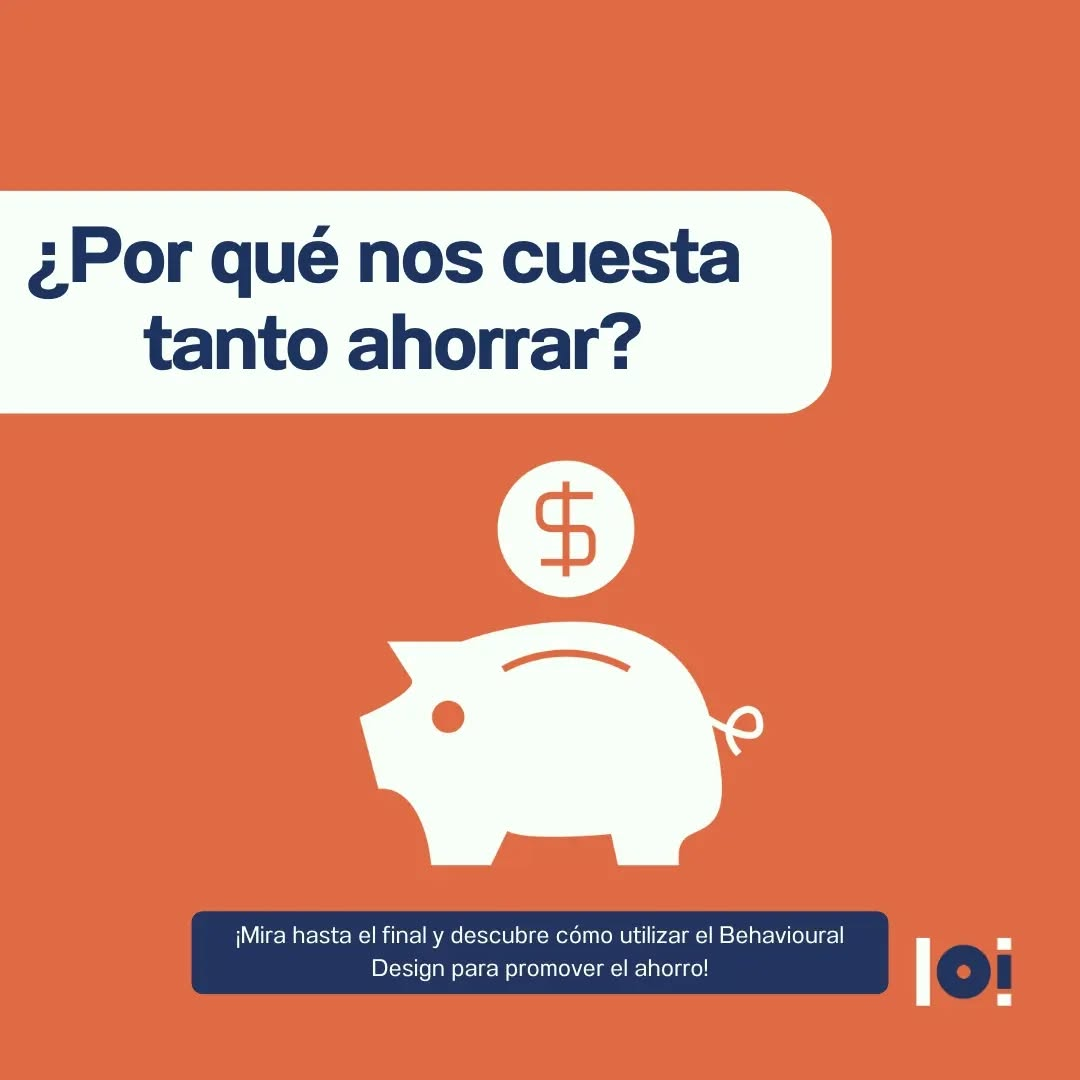 ¿Por qué nos cuesta
tanto ahorrar?
$
¡Mira hasta el final y descubre cómo utilizar el Behavioural
Design para promover el ahorro!
loi